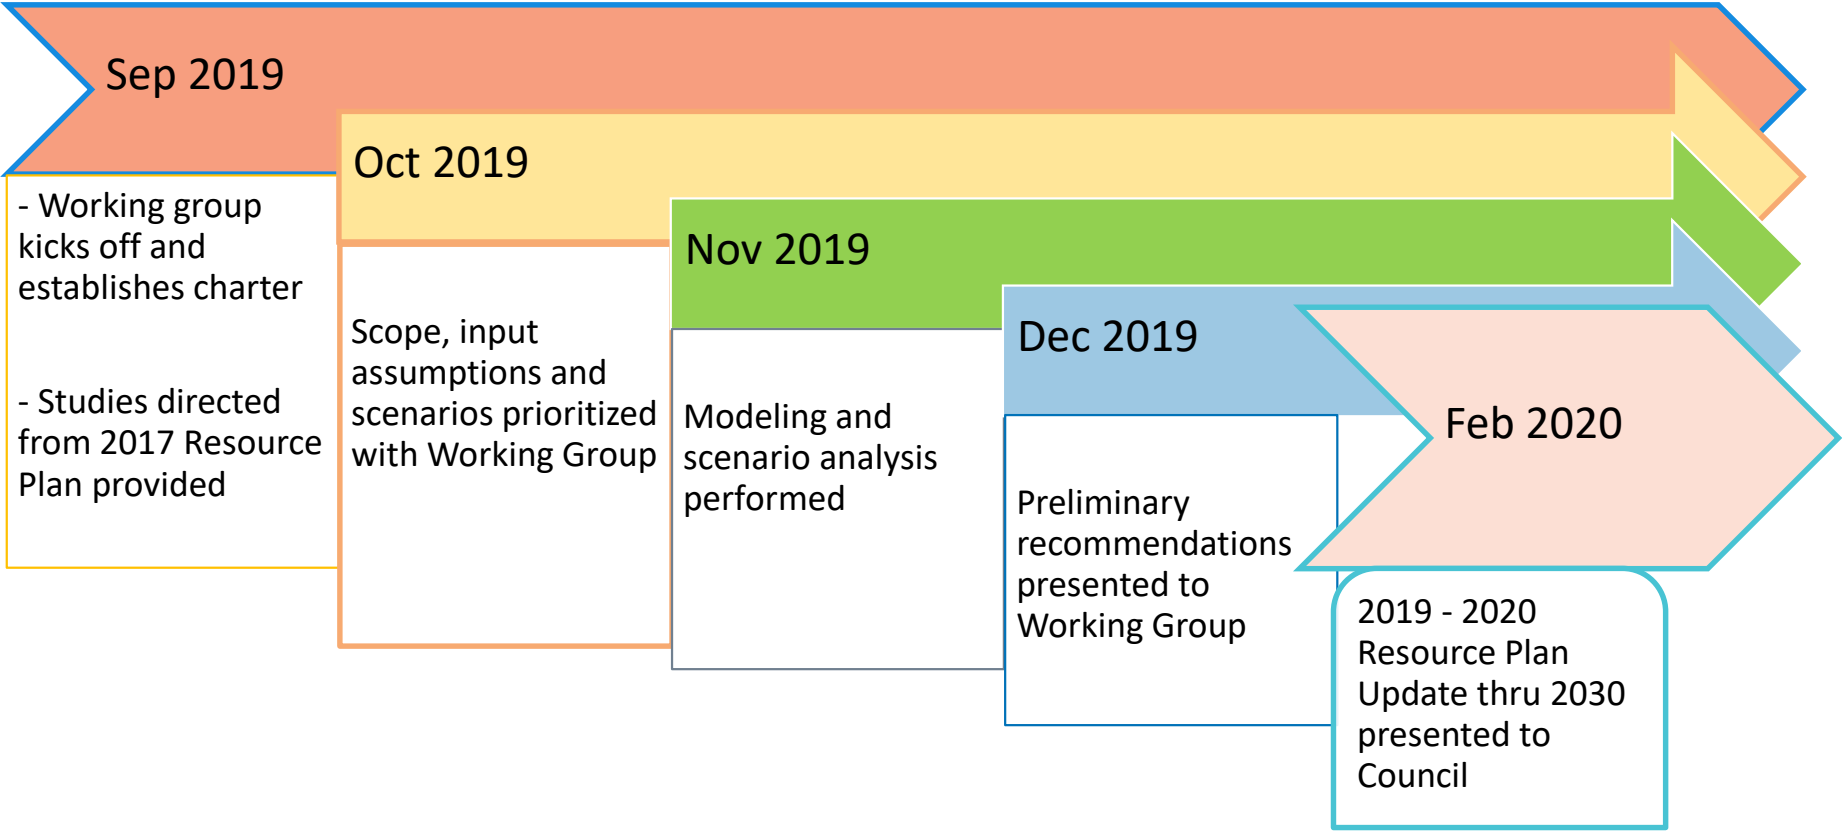 Sep 2019
- Working group
kicks off and
establishes charter
- Studies directed
from 2017 Resource
Plan provided
Oct 2019
Scope, input
assumptions and
scenarios prioritized
with Working Group
Nov 2019
Modeling and
scenario analysis
performed
Dec 2019
Preliminary
recommendations
presented to
Working Group
Feb 2020
2019 - 2020
Resource Plan
Update thru 2030
presented to
Council